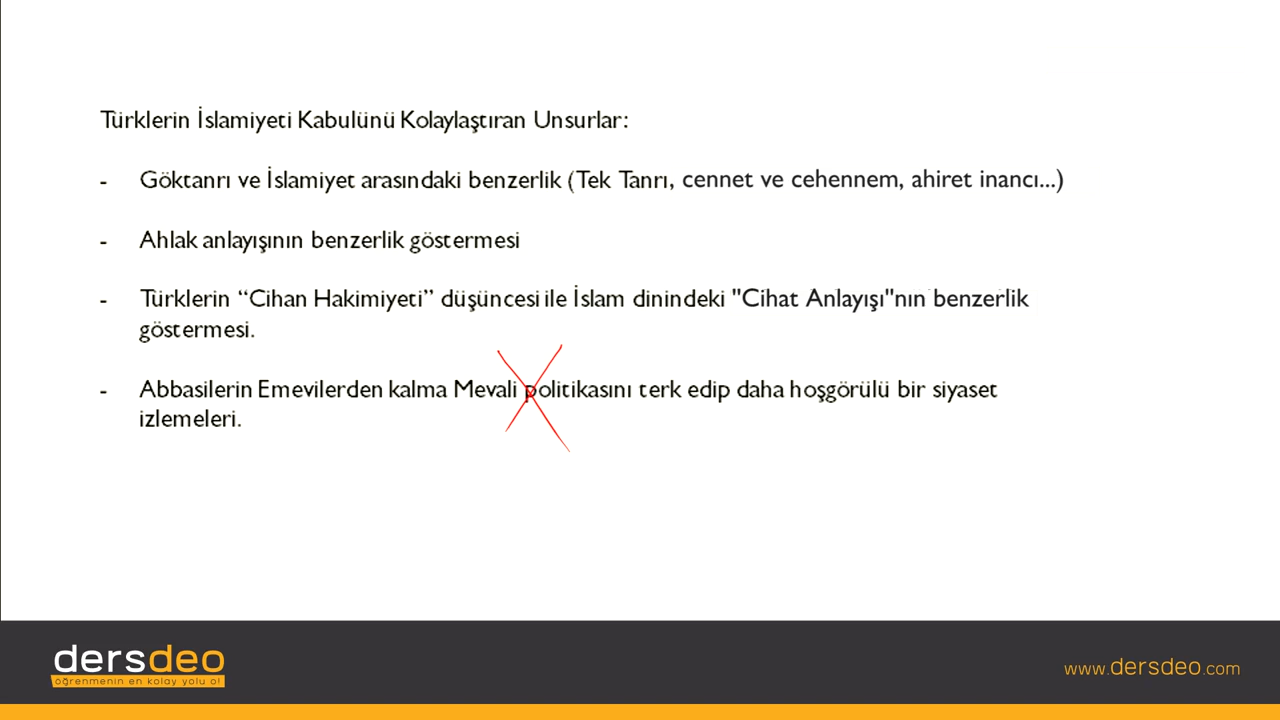 Türklerin İslamiyeti Kabulünü Kolaylaştıran Unsurlar:
- Göktanrı ve İslamiyet arasındaki benzerlik (Tek Tanrı, cennet ve cehennem, ahiret inancı...)
- Ahlak anlayışının benzerlik göstermesi
- Türklerin “Cihan Hakimiyeti” düşüncesi ile İslam dinindeki "Cihat Anlayışı"nın benzerlik
göstermesi.
- Abbasilerin Emevilerden kalma Mevali politikasını terk edip daha hoşgörülü bir siyaset
izlemeleri.
dersdeo
öğrenmenin en kolay yolu o!
www.dersdeo.com